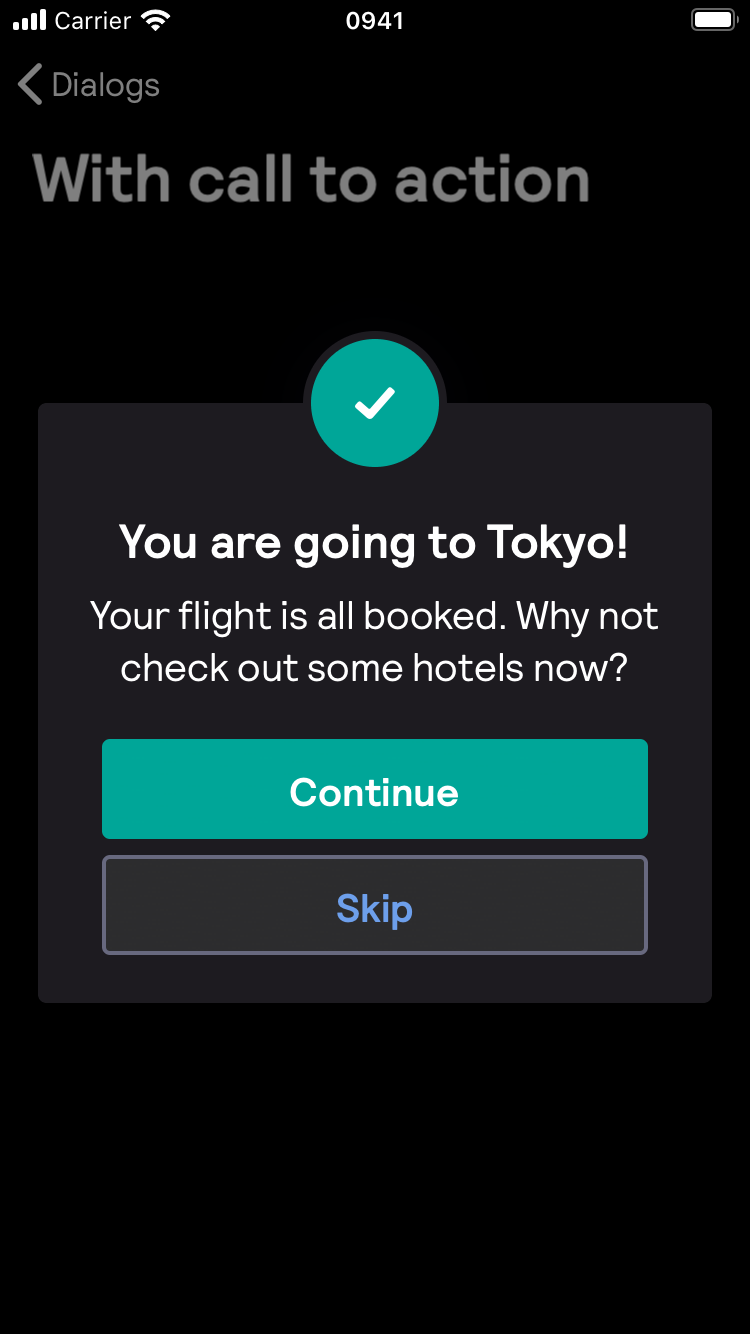 Carrier 0941
Dialogs
With call to action
You are going to Tokyo!
Your flight is all booked. Why not
check out some hotels now?
Continue
Skip